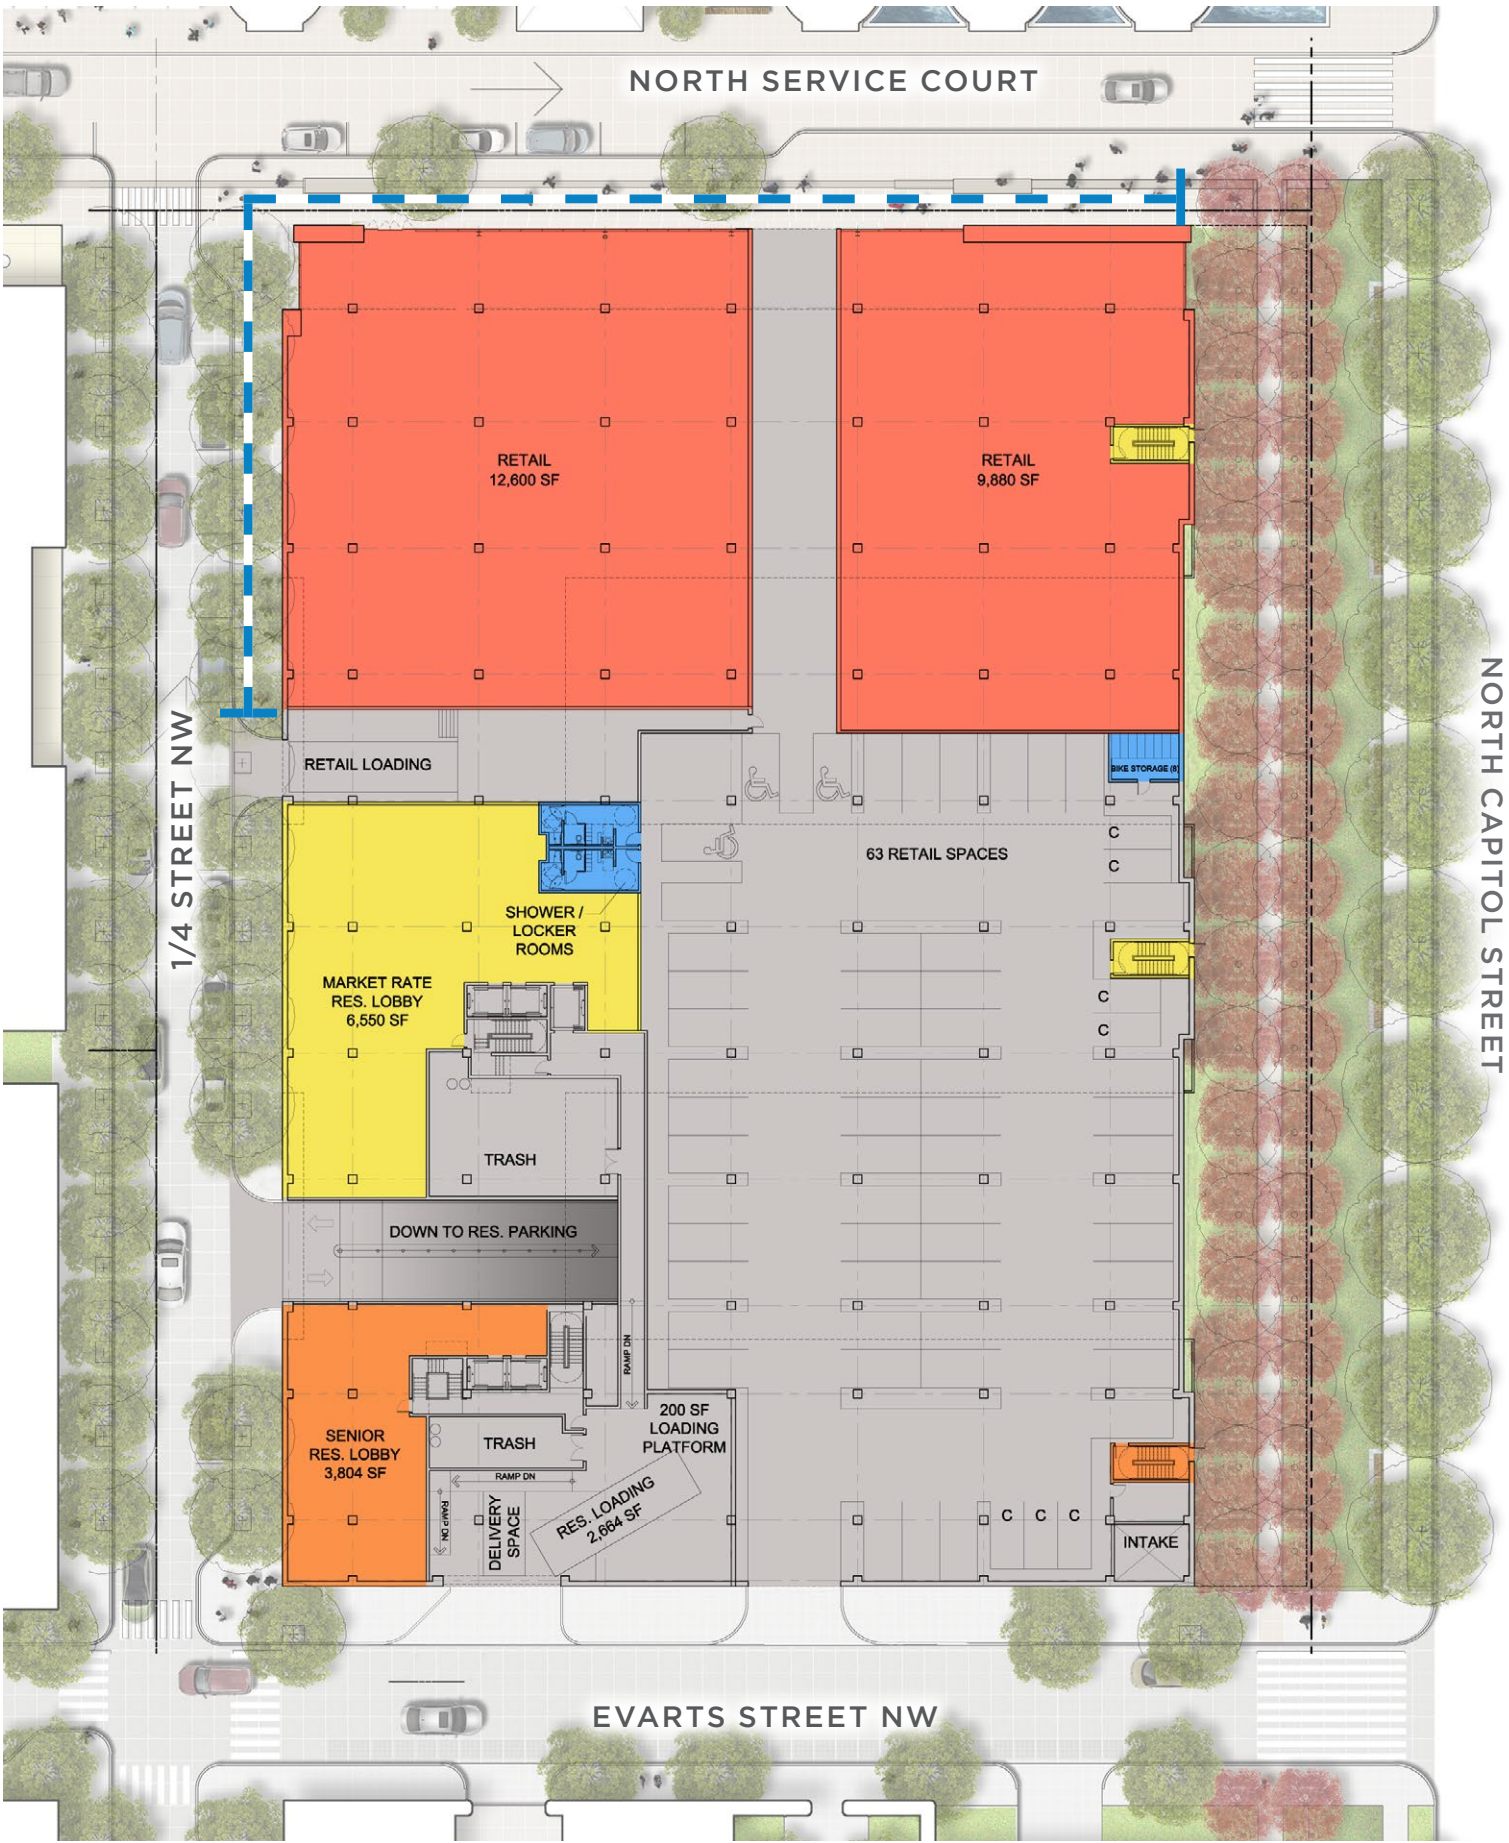 NORTH SERVICE COURT
RETAIL
12,600 SF
RETAIL
9,880 SF
NORTH CAPITOL STREET
1/4 STREET NW
RETAIL LOADING
BIKE STORAGE (8)
63 RETAIL SPACES
C
C
SHOWER /
LOCKER
ROOMS
MARKET RATE
RES. LOBBY
6,550 SF
C
C
TRASH
DOWN TO RES. PARKING
RAMP DN
200 SF
LOADING
PLATFORM
SENIOR
RES. LOBBY
3,804 SF
TRASH
RAMP DN
RAMP DN
DELIVERY
SPACE
RES. LOADING
2,664 SF
C C C
INTAKE
EVARTS STREET NW